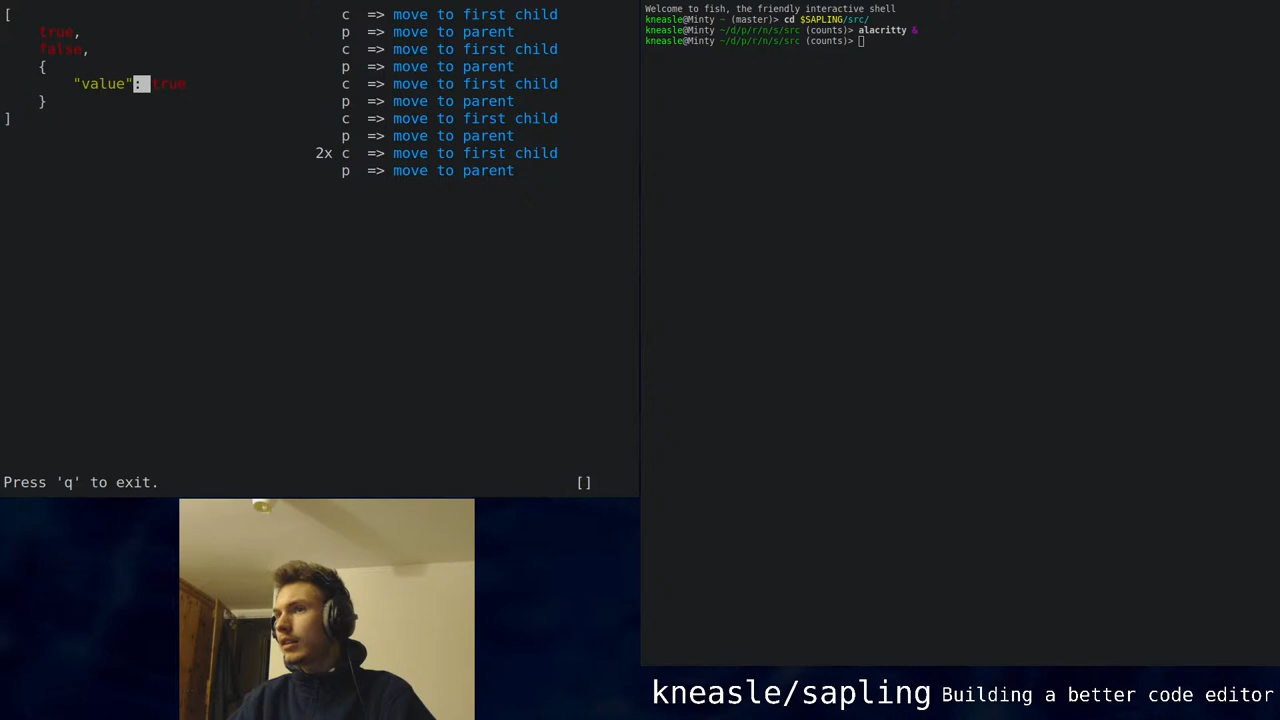 [
    true,
    false,
    {
        "value": true
    }
]
c => move to first child
p => move to parent
c => move to first child
p => move to parent
c => move to first child
p => move to parent
c => move to first child
p => move to parent
2x c => move to first child
p => move to parent
Press 'q' to exit.
[]
Welcome to fish, the friendly interactive shell
kneasle@Minty ~ (master)> cd $SAPLING/src/
kneasle@Minty ~/d/p/r/n/s/src (counts)> alacritty &
kneasle@Minty ~/d/p/r/n/s/src (counts)>
kneasle/sapling Building a better code editor